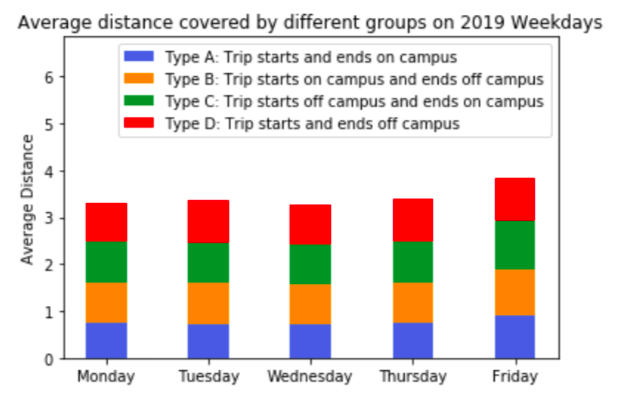 Average distance covered by different groups on 2019 Weekdays
Type A: Trip starts and ends on campus
Type B: Trip starts on campus and ends off campus
Type C: Trip starts off campus and ends on campus
Type D: Trip starts and ends off campus
Average Distance
6
5
4
3
2
1
0
Monday Tuesday Wednesday Thursday Friday